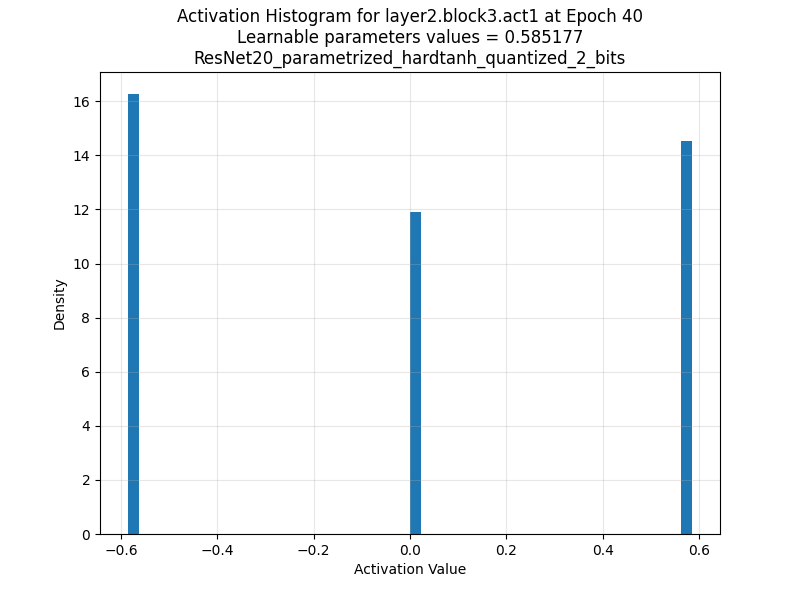 Activation Histogram for layer2.block3.act1 at Epoch 40
Learnable parameters values = 0.585177
ResNet20_parametrized_hardtanh_quantized_2_bits
Density
16
14
12
10
8
6
4
2
0
−0.6 −0.4 −0.2 0.0 0.2 0.4 0.6
Activation Value